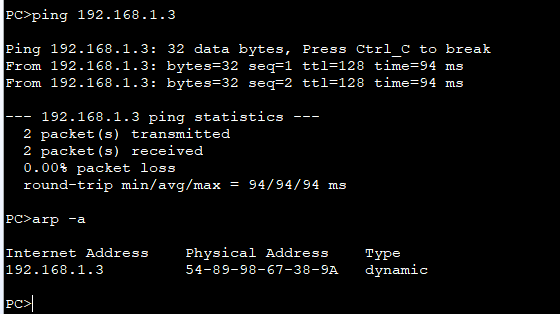 PC>ping 192.168.1.3
Ping 192.168.1.3: 32 data bytes, Press Ctrl_C to break
From 192.168.1.3: bytes=32 seq=1 ttl=128 time=94 ms
From 192.168.1.3: bytes=32 seq=2 ttl=128 time=94 ms
--- 192.168.1.3 ping statistics ---
2 packet(s) transmitted
2 packet(s) received
0.00% packet loss
round-trip min/avg/max = 94/94/94 ms
PC>arp -a
Internet Address Physical Address Type
192.168.1.3 54-89-98-67-38-9A dynamic
PC>